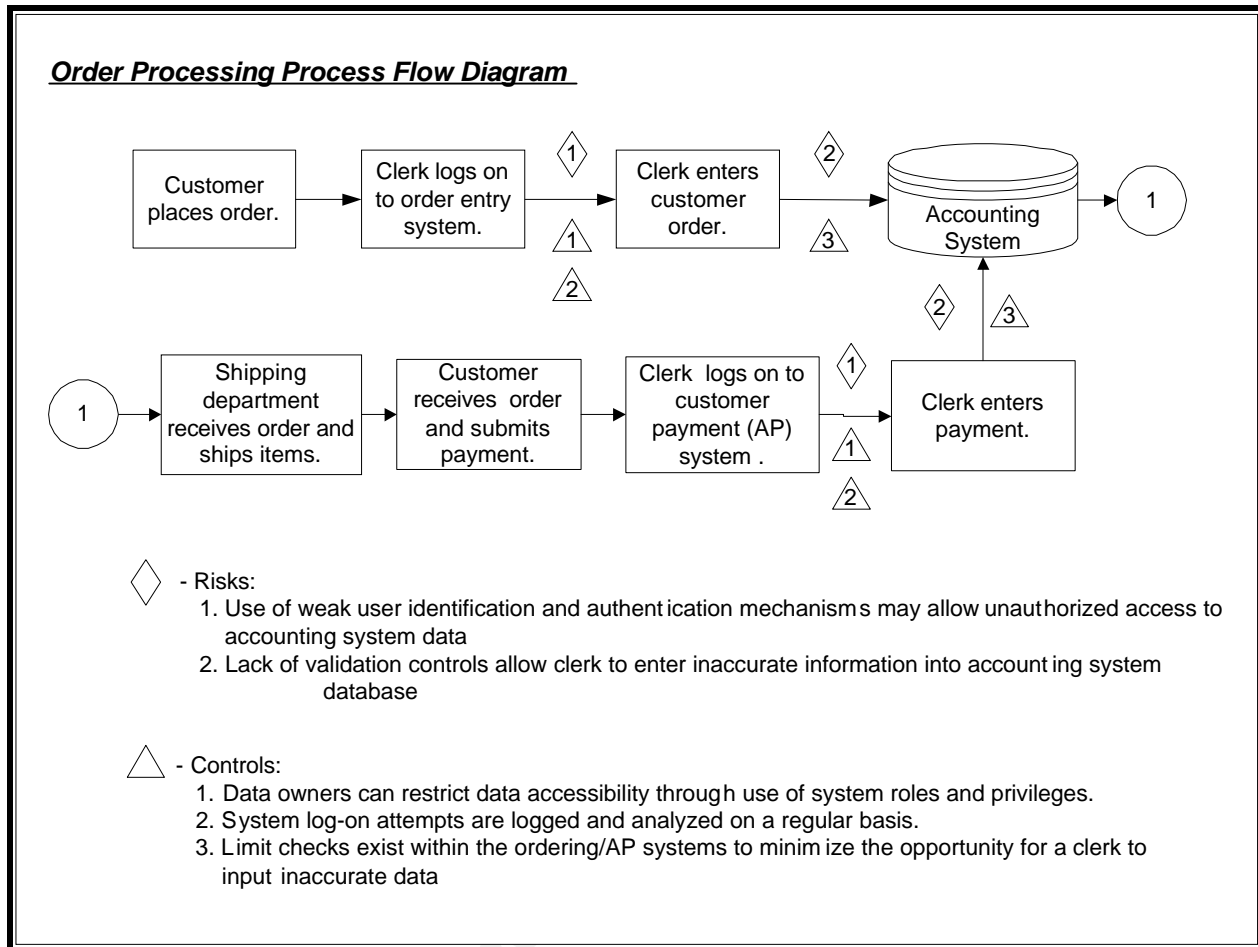 Order Processing Process Flow Diagram
Customer
places order.
Clerk logs on
to order entry
system.
1
1
2
Clerk enters
customer
order.
2
3
Accounting
System
1
1
Shipping
department
receives order and
ships items.
Customer
receives order
and submits
payment.
Clerk logs on to
customer
payment (AP)
system .
1
1
2
Clerk enters
payment.
2
3
- Risks:
1. Use of weak user identification and authentication mechanisms may allow unauthorized access to
accounting system data
2. Lack of validation controls allow clerk to enter inaccurate information into accounting system
database
- Controls:
1. Data owners can restrict data accessibility through use of system roles and privileges.
2. System log-on attempts are logged and analyzed on a regular basis.
3. Limit checks exist within the ordering/AP systems to minimize the opportunity for a clerk to
input inaccurate data